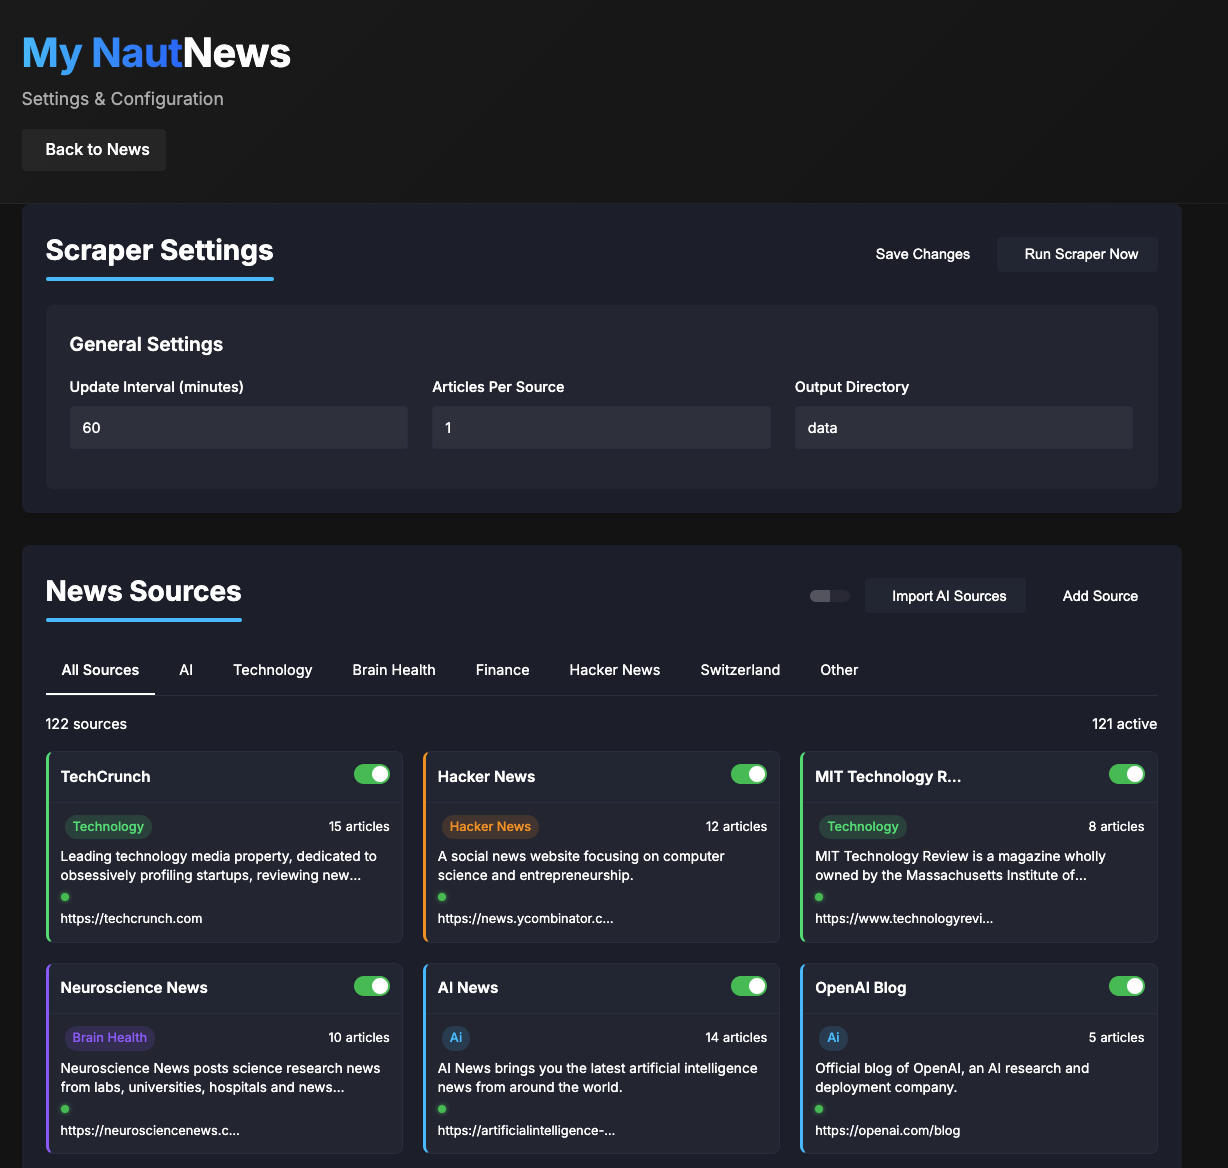 My NautNews
Settings & Configuration
Back to News
Scraper Settings
Save Changes
Run Scraper Now
General Settings
Update Interval (minutes)
Articles Per Source
Output Directory
60
1
data
News Sources
Import AI Sources
Add Source
All Sources
AI
Technology
Brain Health
Finance
Hacker News
Switzerland
Other
122 sources
121 active
TechCrunch
Technology
15 articles
Leading technology media property, dedicated to
obsessively profiling startups, reviewing new...
https://techcrunch.com
Hacker News
Hacker News
12 articles
A social news website focusing on computer
science and entrepreneurship.
https://news.ycombinator.c...
MIT Technology R...
Technology
8 articles
MIT Technology Review is a magazine wholly
owned by the Massachusetts Institute of...
https://www.technologyrevi...
Neuroscience News
Brain Health
10 articles
Neuroscience News posts science research news
from labs, universities, hospitals and news...
https://neurosciencenews.c...
AI News
Ai
14 articles
AI News brings you the latest artificial intelligence
news from around the world.
https://artificialintelligence-...
OpenAI Blog
Ai
5 articles
Official blog of OpenAI, an AI research and
deployment company.
https://openai.com/blog